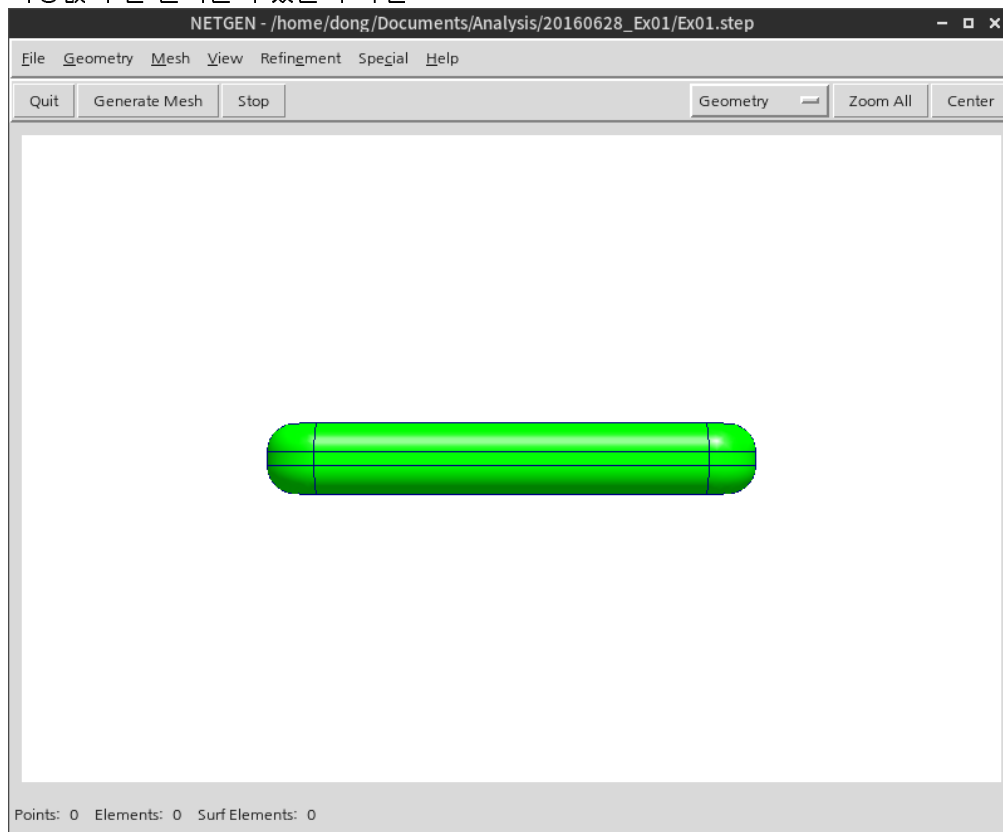 NETGEN - /home/dong/Documents/Analysis/20160628_Ex01/Ex01.step
File Geometry Mesh View Refinement Special Help
Quit Generate Mesh Stop Geometry Zoom All Center
Points: 0 Elements: 0 Surf Elements: 0